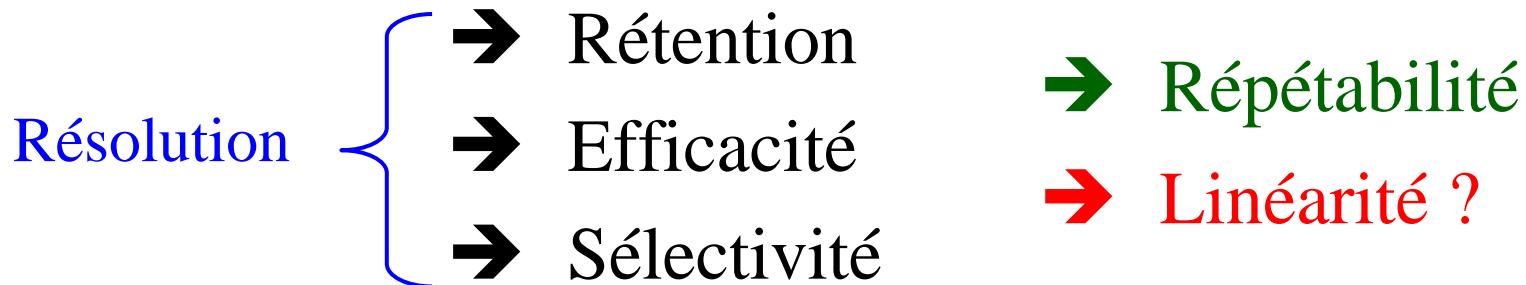 Résolution
➔ Rétention
➔ Efficacité
➔ Sélectivité
➔ Répétabilité
➔ Linéarité ?